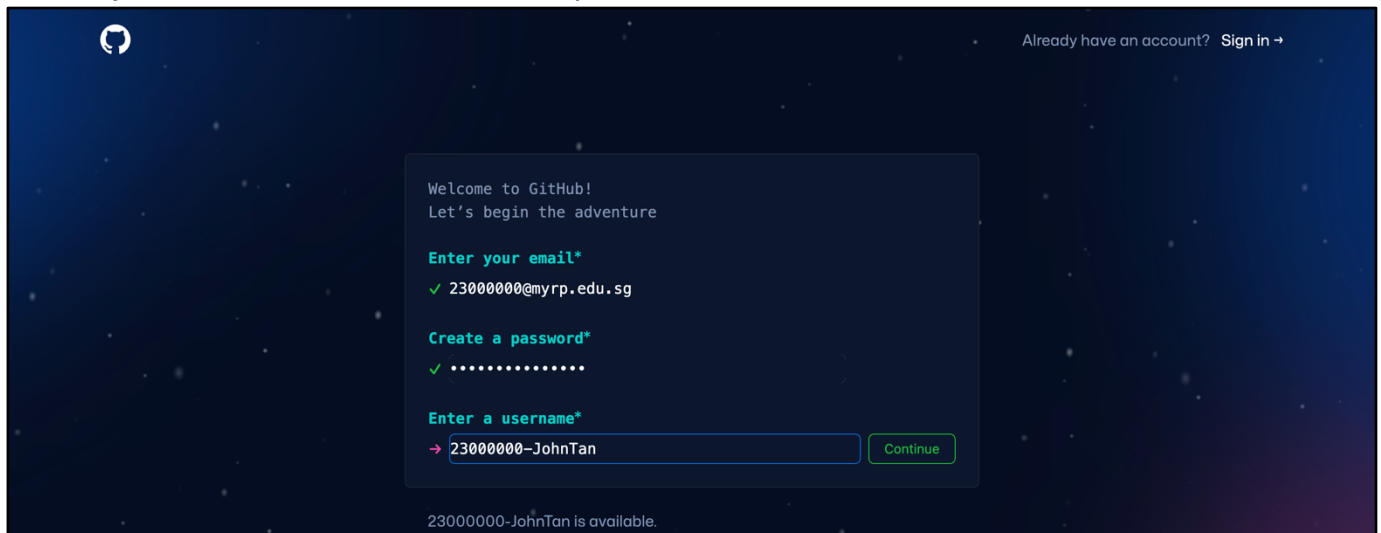 Already have an account? Sign in →
Welcome to GitHub!
Let's begin the adventure
Enter your email*
✓ 23000000@myrp.edu.sg
Create a password*
✓ •••••••••••••••
Enter a username*
→ 23000000-JohnTan Continue
23000000-JohnTan is available.